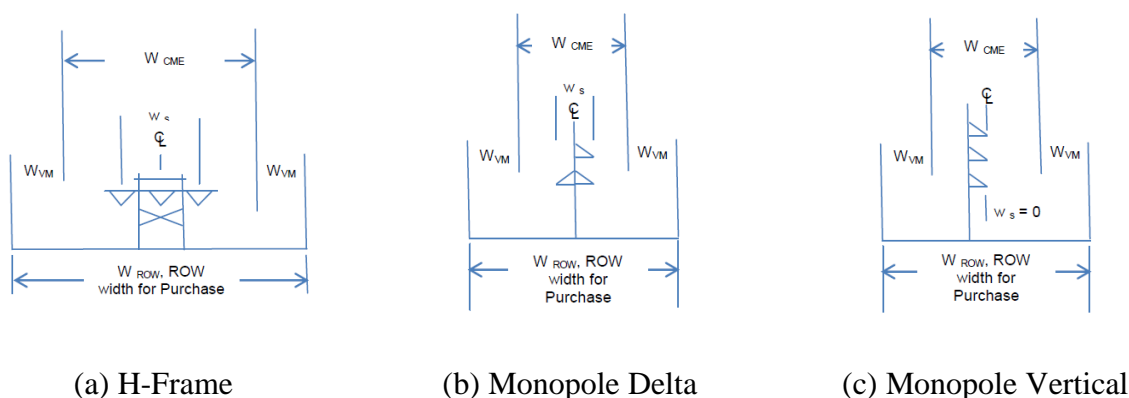 W CME
W s
℄
W VM
W VM
W ROW, ROW
width for Purchase
(a) H-Frame
W CME
W s
℄
W VM
W VM
W ROW, ROW
width for
Purchase
(b) Monopole Delta
W CME
℄
W VM
W VM
W s = 0
W ROW, ROW
width for
Purchase
(c) Monopole Vertical